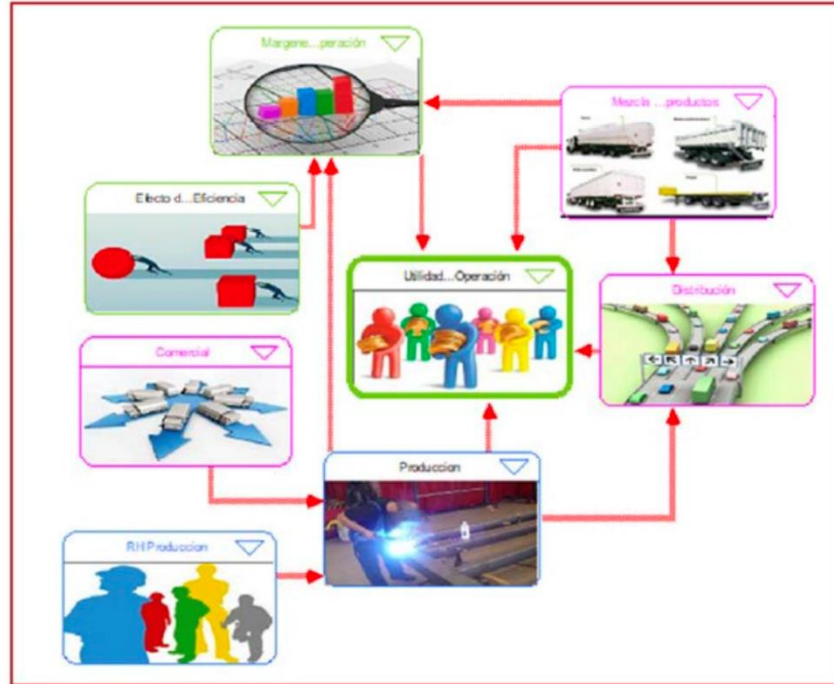 Margene...peración
Mezcla ...productos
Efecto d...Eficiencia
Utilidad...Operación
Distribución
Comercial
Produccion
RH Produccion